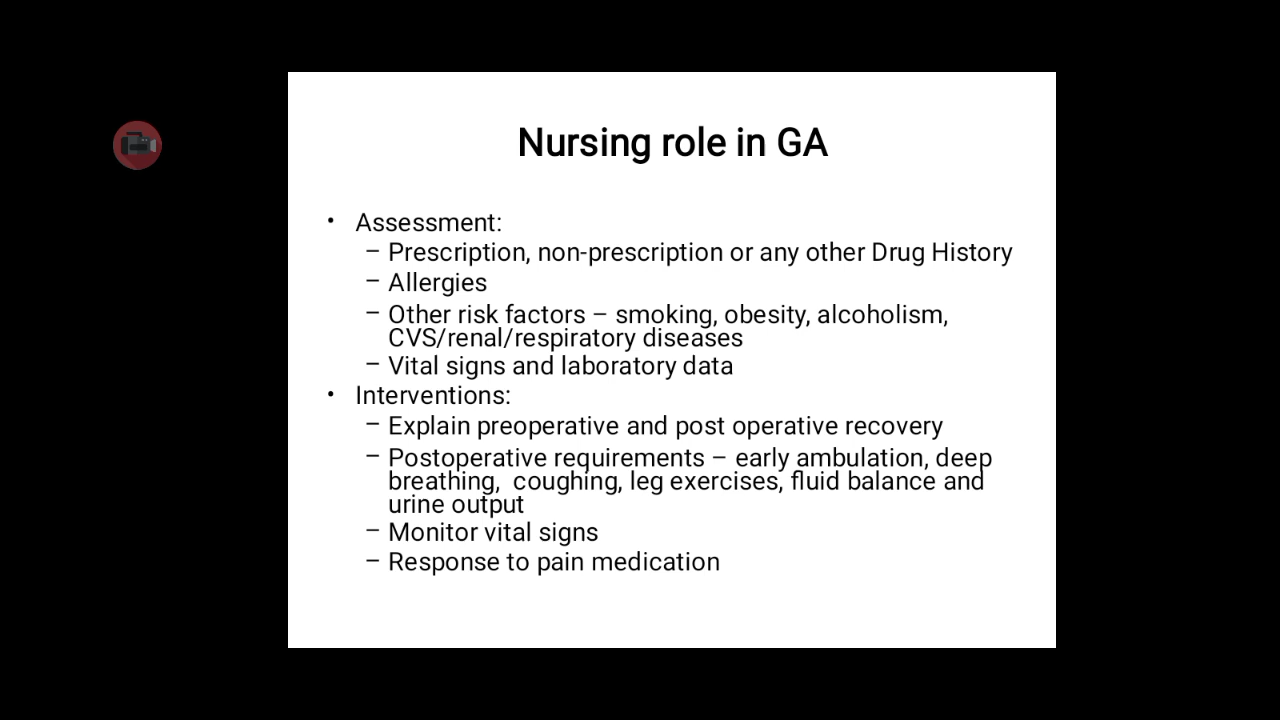 Nursing role in GA
• Assessment:
– Prescription, non-prescription or any other Drug History
– Allergies
– Other risk factors – smoking, obesity, alcoholism,
CVS/renal/respiratory diseases
– Vital signs and laboratory data
• Interventions:
– Explain preoperative and post operative recovery
– Postoperative requirements – early ambulation, deep
breathing,  coughing, leg exercises, fluid balance and
urine output
– Monitor vital signs
– Response to pain medication